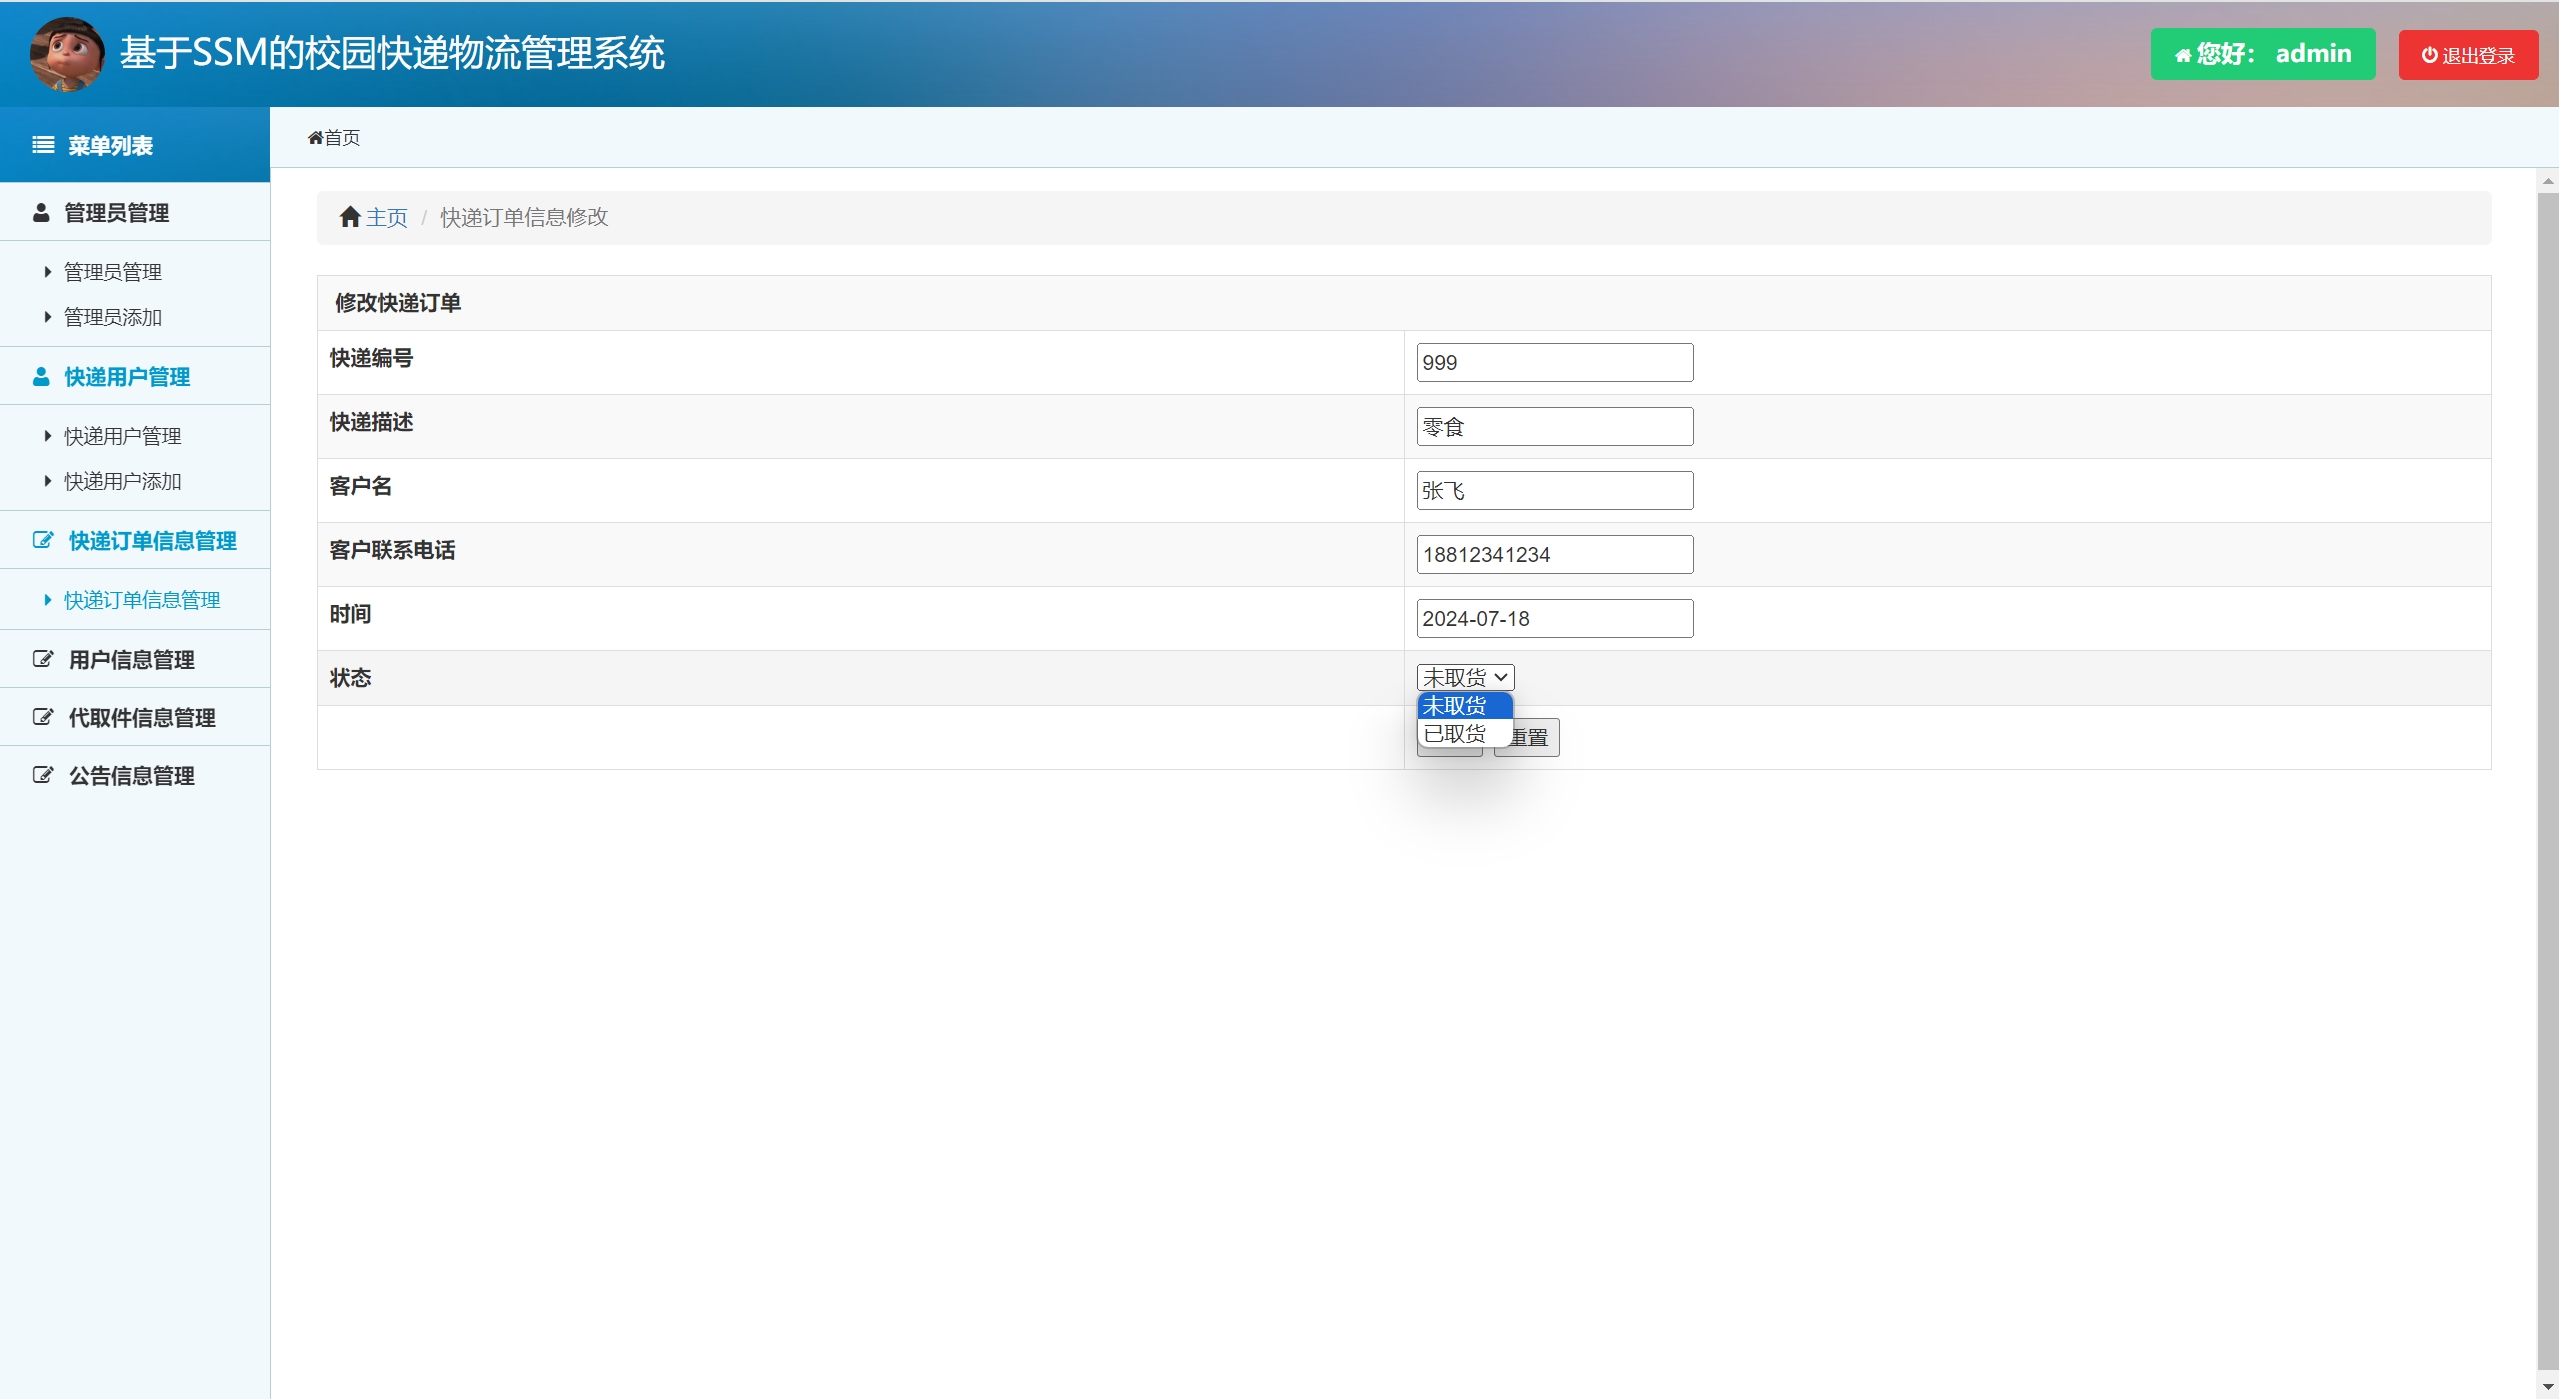 基于SSM的校园快递物流管理系统
您好： admin
退出登录
菜单列表
首页
管理员管理
管理员管理
管理员添加
快递用户管理
快递用户管理
快递用户添加
快递订单信息管理
快递订单信息管理
用户信息管理
代取件信息管理
公告信息管理
主页 / 快递订单信息修改
修改快递订单
快递编号 999
快递描述 零食
客户名 张飞
客户联系电话 18812341234
时间 2024-07-18
状态 未取货
未取货
已取货
重置